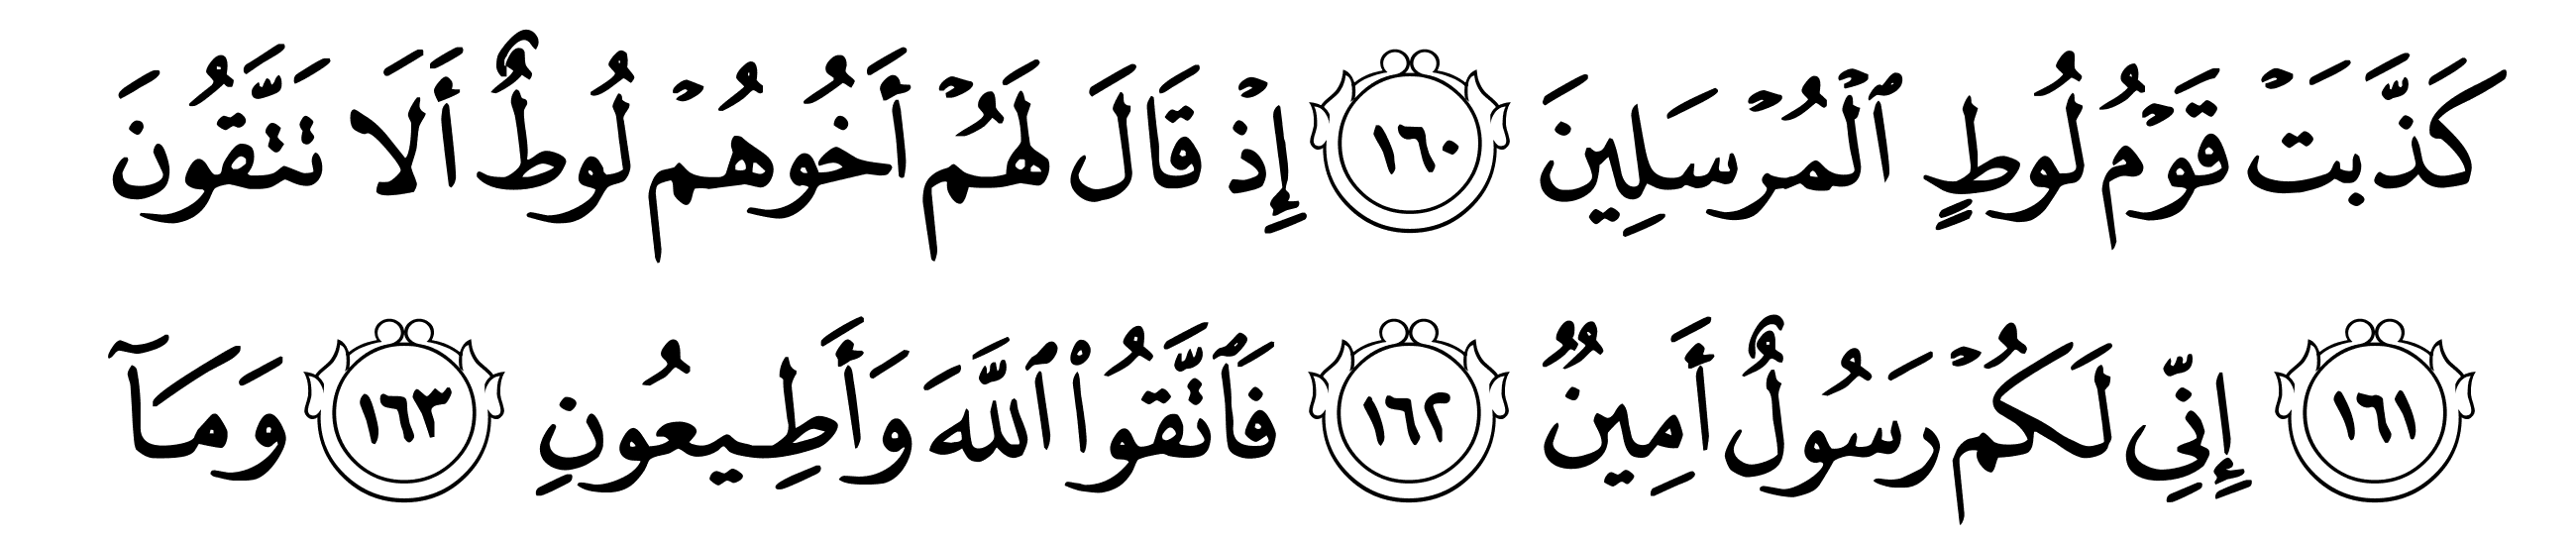 كَذَّبَتۡ قَوۡمُ لُوطٍ ٱلۡمُرۡسَلِينَ ١٦٠ إِذۡ قَالَ لَهُمۡ أَخُوهُمۡ لُوطٌ أَلَا تَتَّقُونَ
١٦١ إِنِّي لَكُمۡ رَسُولٌ أَمِينٞ ١٦٢ فَٱتَّقُواْ ٱللَّهَ وَأَطِيعُونِ ١٦٣ وَمَآ